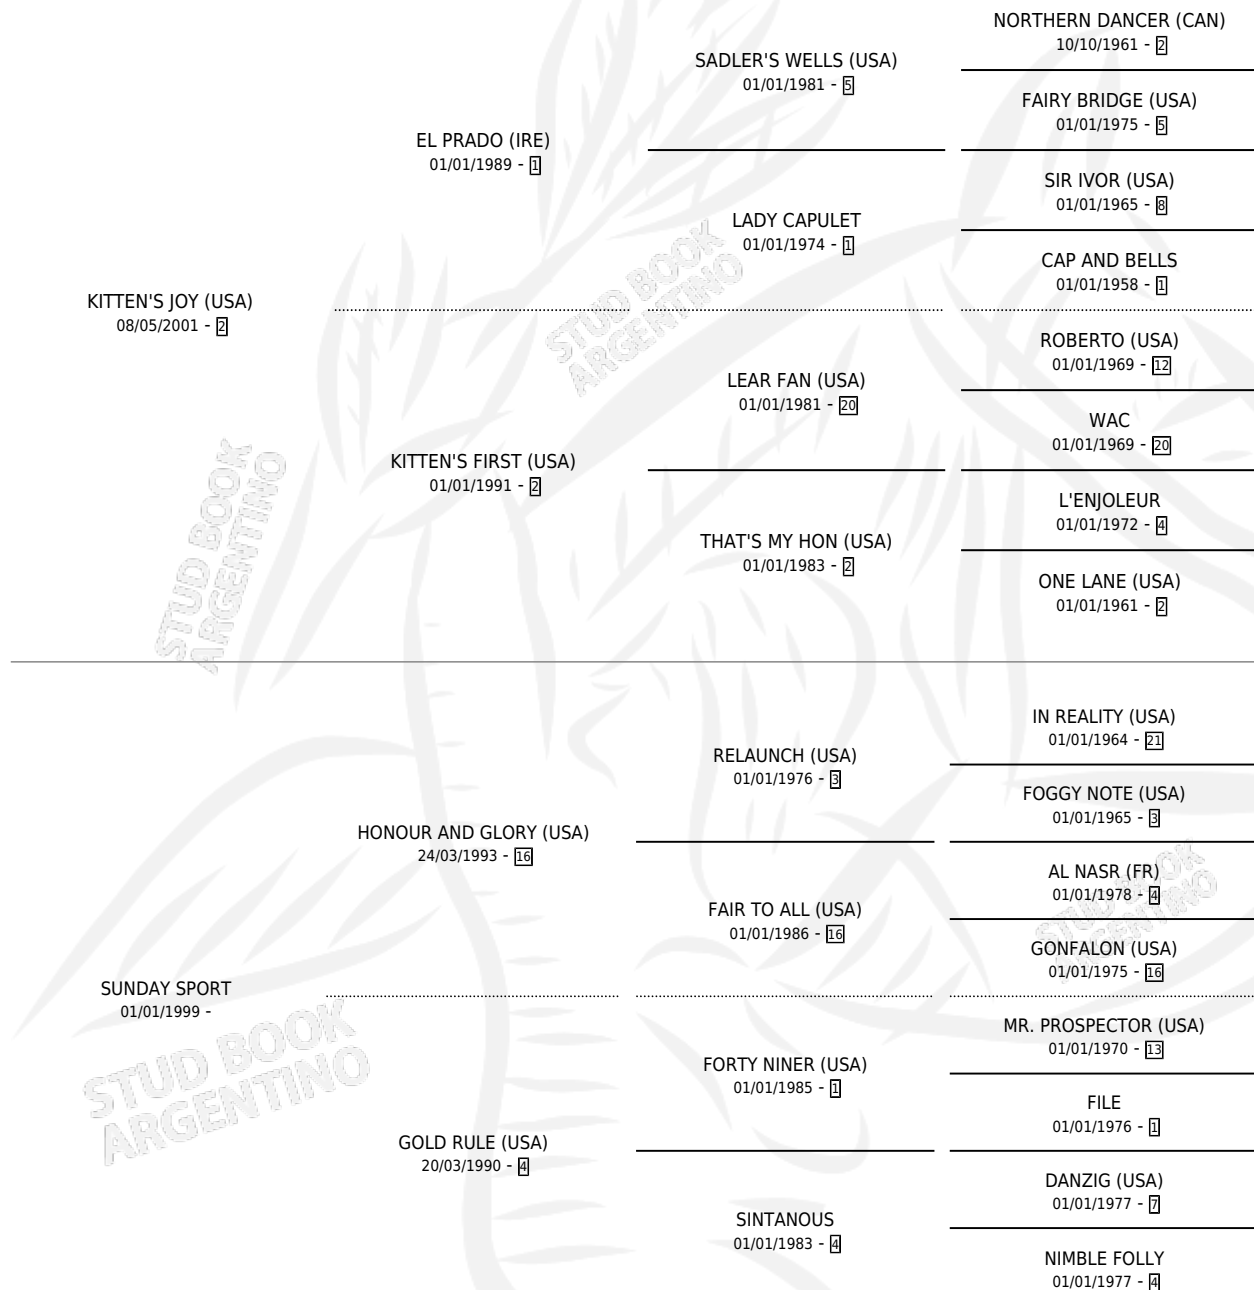 NORTHERN DANCER (CAN)
10/10/1961 - 2
SADLER'S WELLS (USA)
01/01/1981 - 5
FAIRY BRIDGE (USA)
01/01/1975 - 5
EL PRADO (IRE)
01/01/1989 - 1
SIR IVOR (USA)
01/01/1965 - 8
LADY CAPULET
01/01/1974 - 1
CAP AND BELLS
01/01/1958 - 1
KITTEN'S JOY (USA)
08/05/2001 - 2
STUD BOOK
ARGENTINO
ROBERTO (USA)
01/01/1969 - 12
LEAR FAN (USA)
01/01/1981 - 20
WAC
01/01/1969 - 20
KITTEN'S FIRST (USA)
01/01/1991 - 2
L'ENJOLEUR
01/01/1972 - 4
THAT'S MY HON (USA)
01/01/1983 - 2
ONE LANE (USA)
01/01/1961 - 2
STUD BOOK
ARGENTINO
IN REALITY (USA)
01/01/1964 - 21
RELAUNCH (USA)
01/01/1976 - 3
FOGGY NOTE (USA)
01/01/1965 - 3
HONOUR AND GLORY (USA)
24/03/1993 - 16
AL NASR (FR)
01/01/1978 - 4
STUD BOOK
ARGENTINO
FAIR TO ALL (USA)
01/01/1986 - 16
GONFALON (USA)
01/01/1975 - 16
SUNDAY SPORT
01/01/1999 -
MR. PROSPECTOR (USA)
01/01/1970 - 13
STUD BOOK
ARGENTINO
FORTY NINER (USA)
01/01/1985 - 1
FILE
01/01/1976 - 1
GOLD RULE (USA)
20/03/1990 - 4
DANZIG (USA)
01/01/1977 - 7
SINTANOUS
01/01/1983 - 4
NIMBLE FOLLY
01/01/1977 - 4